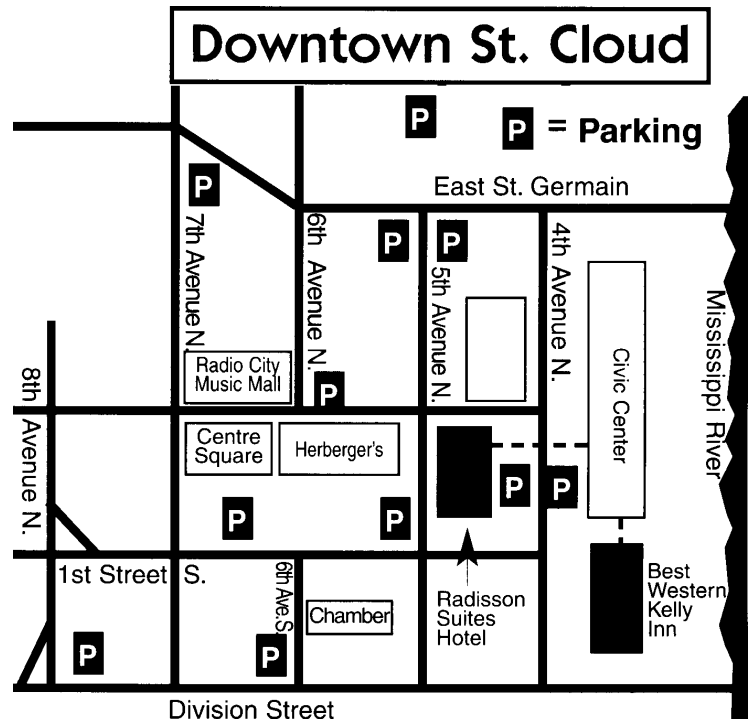 Downtown St. Cloud
P
P = Parking
East St. Germain
P
7th Avenue N.
6th Avenue N.
P
P
5th Avenue N.
4th Avenue N.
Civic Center
Mississippi River
Radio City
Music Mall
P
8th Avenue N.
Centre
Square
Herberger's
P
P
P
P
1st Street S.
6th Ave.S.
Chamber
Radisson
Suites
Hotel
Best
Western
Kelly
Inn
P
P
Division Street